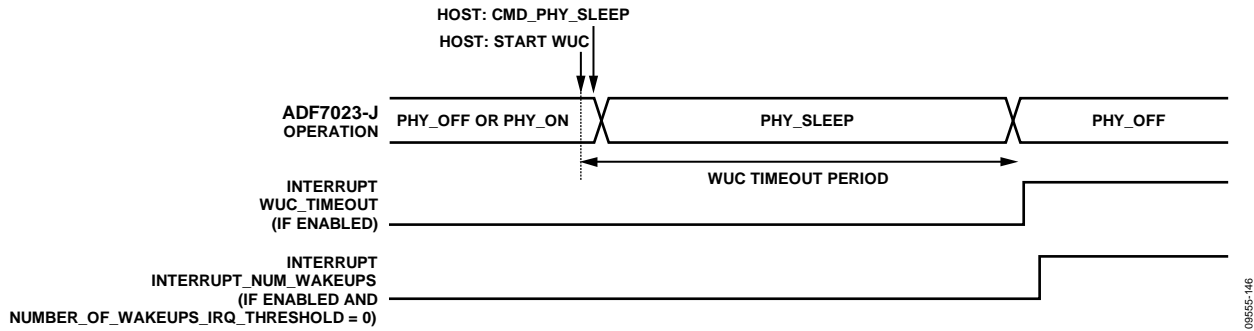 HOST: CMD_PHY_SLEEP
HOST: START WUC
ADF7023-J
OPERATION
PHY_OFF OR PHY_ON
PHY_SLEEP
PHY_OFF
WUC TIMEOUT PERIOD
INTERRUPT
WUC_TIMEOUT
(IF ENABLED)
INTERRUPT
INTERRUPT_NUM_WAKEUPS
(IF ENABLED AND
NUMBER_OF_WAKEUPS_IRQ_THRESHOLD = 0)
09555-146